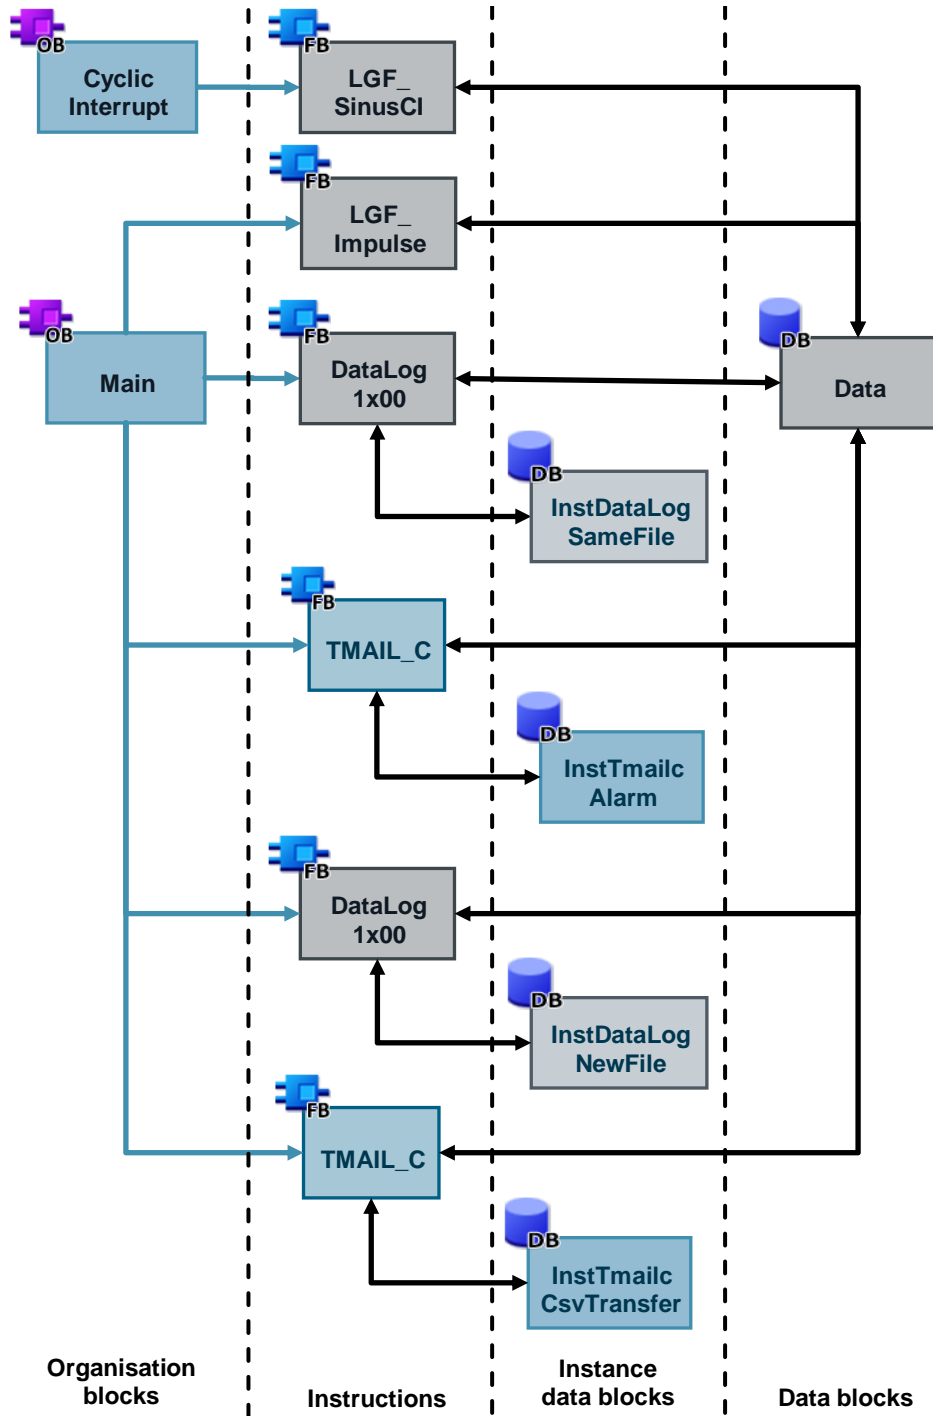 OB
Cyclic
Interrupt
FB
LGF_
SinusCI
FB
LGF_
Impulse
OB
Main
FB
DataLog
1x00
DB
Data
DB
InstDataLog
SameFile
FB
TMAIL_C
DB
InstTmailc
Alarm
FB
DataLog
1x00
DB
InstDataLog
NewFile
FB
TMAIL_C
DB
InstTmailc
CsvTransfer
Organisation
blocks
Instructions
Instance
data blocks
Data blocks